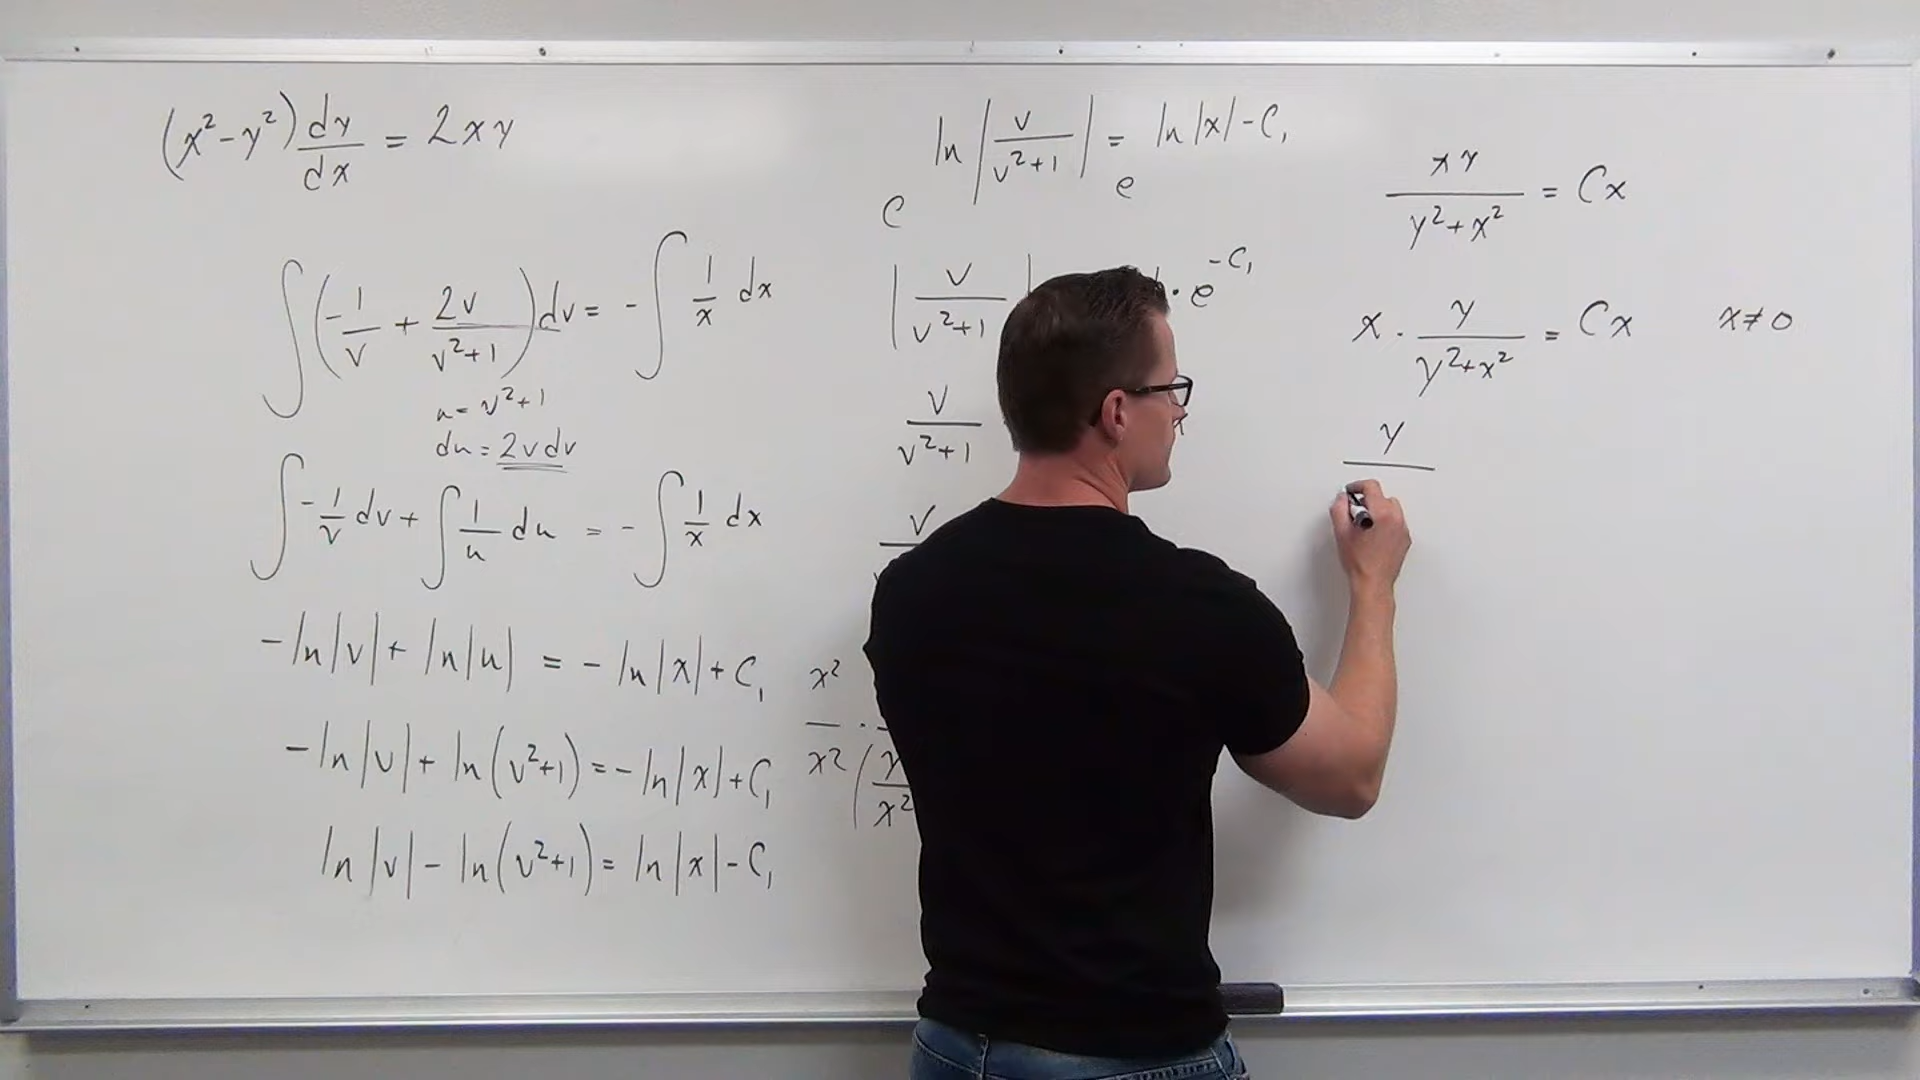 (x²-y²) dy/dx = 2xy
∫(-1/v + 2v/(v²+1)) dv = -∫ 1/x dx
u = v²+1
du = 2v dv
∫ -1/v dv + ∫ 1/u du = -∫ 1/x dx
-ln|v| + ln|u| = -ln|x| + C₁
-ln|v| + ln(v²+1) = -ln|x| + C₁
ln|v| - ln(v²+1) = ln|x| - C₁
e^(ln|v/(v²+1)|) = e^(ln|x| - C₁)
|v/(v²+1)| · e^(-C₁)
v/(v²+1) x
v
x²/x² ·
y x²
xy/(y²+x²) = Cx
x · y/(y²+x²) = Cx x≠0
y